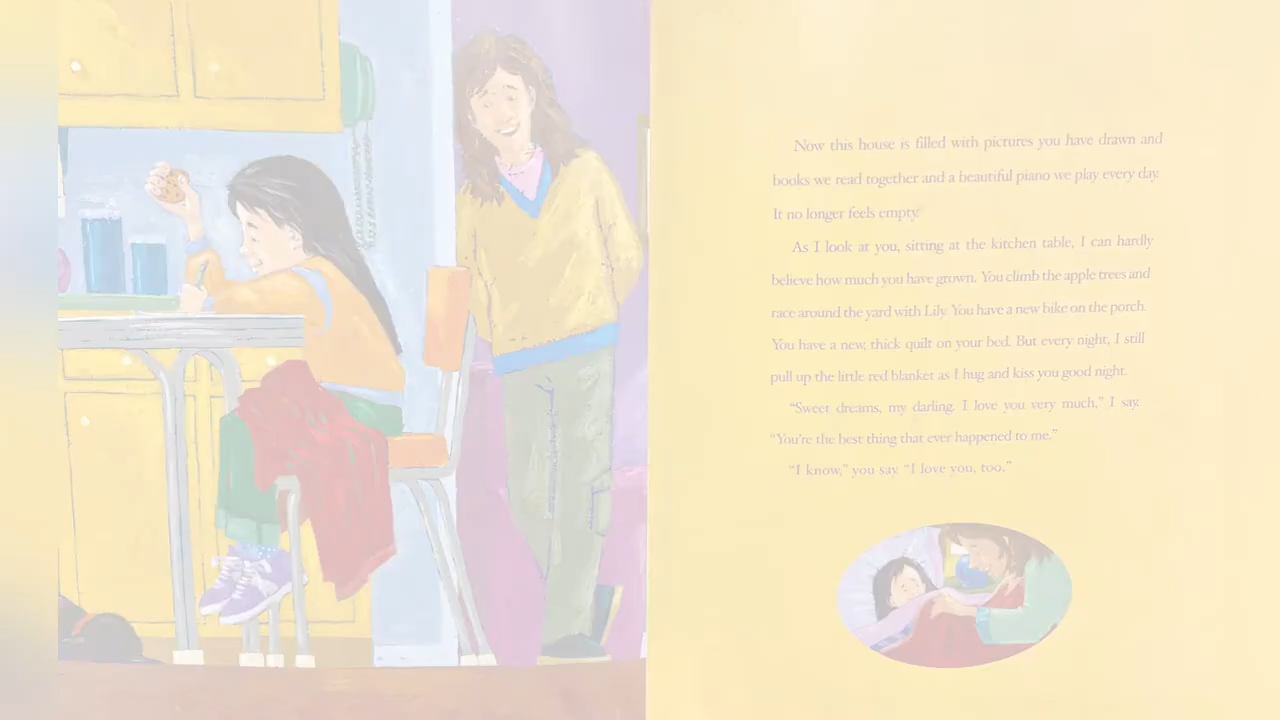 Now this house is filled with pictures you have drawn and
books we read together and a beautiful piano we play every day.
It no longer feels empty.
As I look at you, sitting at the kitchen table, I can hardly
believe how much you have grown. You climb the apple trees and
race around the yard with Lily. You have a new bike on the porch.
You have a new, thick quilt on your bed. But every night, I still
pull up the little red blanket as I hug and kiss you good night.
“Sweet dreams, my darling. I love you very much,” I say.
“You’re the best thing that ever happened to me.”
“I know,” you say. “I love you, too.”